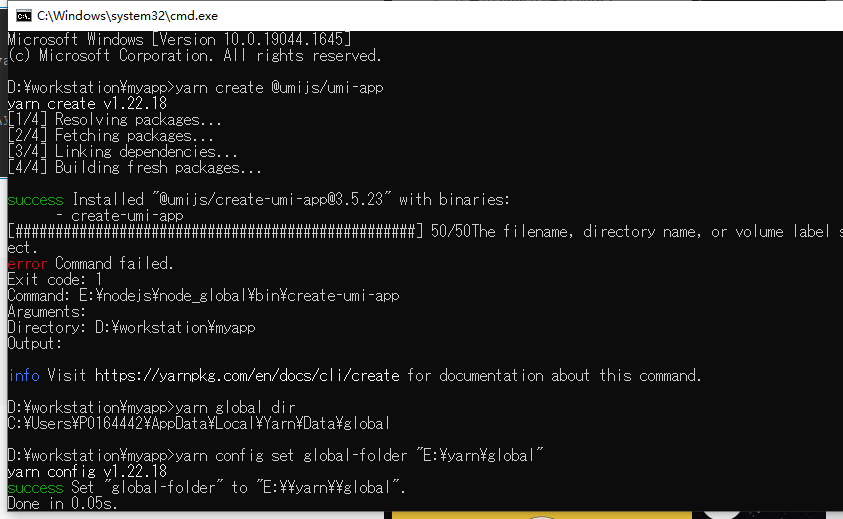 C:\Windows\system32\cmd.exe
Microsoft Windows [Version 10.0.19044.1645]
(c) Microsoft Corporation. All rights reserved.
D:¥workstation¥myapp>yarn create @umijs/umi-app
yarn create v1.22.18
[1/4] Resolving packages...
[2/4] Fetching packages...
[3/4] Linking dependencies...
[4/4] Building fresh packages...
success Installed "@umijs/create-umi-app@3.5.23" with binaries:
- create-umi-app
[##################################################] 50/50The filename, directory name, or volume label s
ect.
error Command failed.
Exit code: 1
Command: E:¥nodejs¥node_global¥bin¥create-umi-app
Arguments:
Directory: D:¥workstation¥myapp
Output:
info Visit https://yarnpkg.com/en/docs/cli/create for documentation about this command.
D:¥workstation¥myapp>yarn global dir
C:¥Users¥P0164442¥AppData¥Local¥Yarn¥Data¥global
D:¥workstation¥myapp>yarn config set global-folder "E:¥yarn¥global"
yarn config v1.22.18
success Set "global-folder" to "E:¥¥yarn¥¥global".
Done in 0.05s.